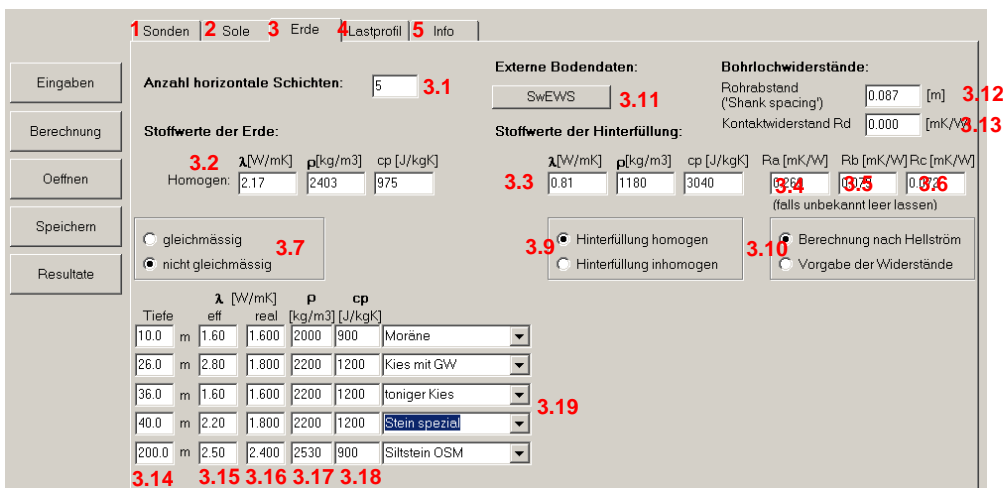 1 Sonden 2 Sole 3 Erde 4 Lastprofil 5 Info
Eingaben
Berechnung
Oeffnen
Speichern
Resultate
Anzahl horizontale Schichten: 5 3.1
Externe Bodendaten:
SwEWS 3.11
Bohrlochwiderstände:
Rohrabstand
('Shank spacing') 0.087 [m] 3.12
Kontaktwiderstand Rd 0.000 [mK/W] 3.13
Stoffwerte der Erde:
λ[W/mK] ρ[kg/m3] cp [J/kgK]
3.2
Homogen: 2.17 2403 975
Stoffwerte der Hinterfüllung:
λ[W/mK] ρ[kg/m3] cp [J/kgK] Ra [mK/W] Rb [mK/W] Rc [mK/W]
3.3 0.81 1180 3040 3.4 3.5 3.6
(falls unbekannt leer lassen)
gleichmässig
nicht gleichmässig
3.7
3.9 Hinterfüllung homogen
Hinterfüllung inhomogen
3.10 Berechnung nach Hellström
Vorgabe der Widerstände
λ [W/mK] ρ cp
Tiefe eff real [kg/m3] [J/kgK]
10.0 m 1.60 1.600 2000 900 Moräne
26.0 m 2.80 1.800 2200 1200 Kies mit GW
36.0 m 1.60 1.600 2200 1200 toniger Kies
3.19
40.0 m 2.20 1.800 2200 1200 Stein spezial
200.0 m 2.50 2.400 2530 900 Siltstein OSM
3.14 3.15 3.16 3.17 3.18